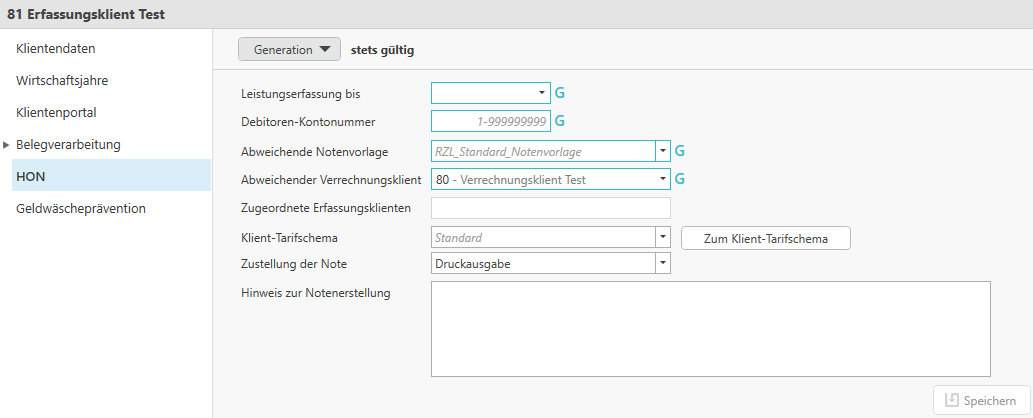 81 Erfassungsklient Test
Klientendaten
Wirtschaftsjahre
Klientenportal
Belegverarbeitung
HON
Geldwäscheprävention
Generation stets gültig
Leistungserfassung bis G
Debitoren-Kontonummer 1-999999999 G
Abweichende Notenvorlage RZL_Standard_Notenvorlage G
Abweichender Verrechnungsklient 80 - Verrechnungsklient Test G
Zugeordnete Erfassungsklienten
Klient-Tarifschema Standard Zum Klient-Tarifschema
Zustellung der Note Druckausgabe
Hinweis zur Notenerstellung
Speichern